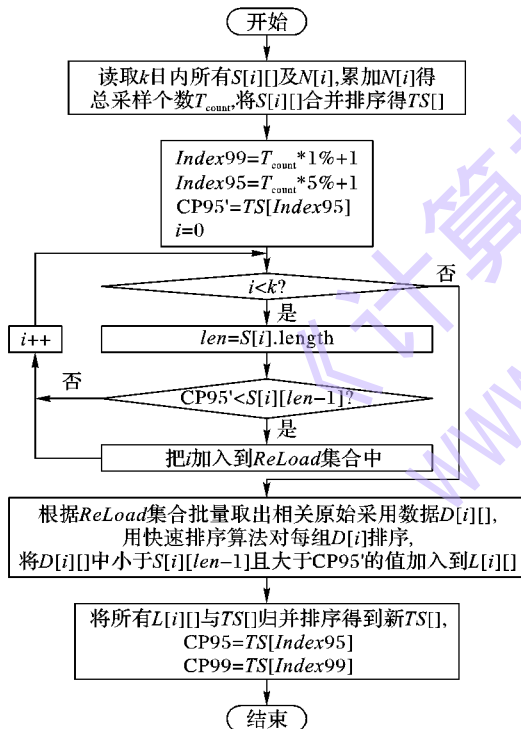 开始
读取k日内所有S[i][]及N[i],累加N[i]得
总采样个数Tcount,将S[i][]合并排序得TS[]
Index99=Tcount*1%+1
Index95=Tcount*5%+1
CP95'=TS[Index95]
i=0
i<k?
否
是
i++
len=S[i].length
否
CP95'<S[i][len-1]?
是
把i加入到ReLoad集合中
根据ReLoad集合批量取出相关原始采用数据D[i][],
用快速排序算法对每组D[i]排序,
将D[i][]中小于S[i][len-1]且大于CP95'的值加入到L[i][]
将所有L[i][]与TS[]归并排序得到新TS[],
CP95=TS[Index95]
CP99=TS[Index99]
结束
《计算
www